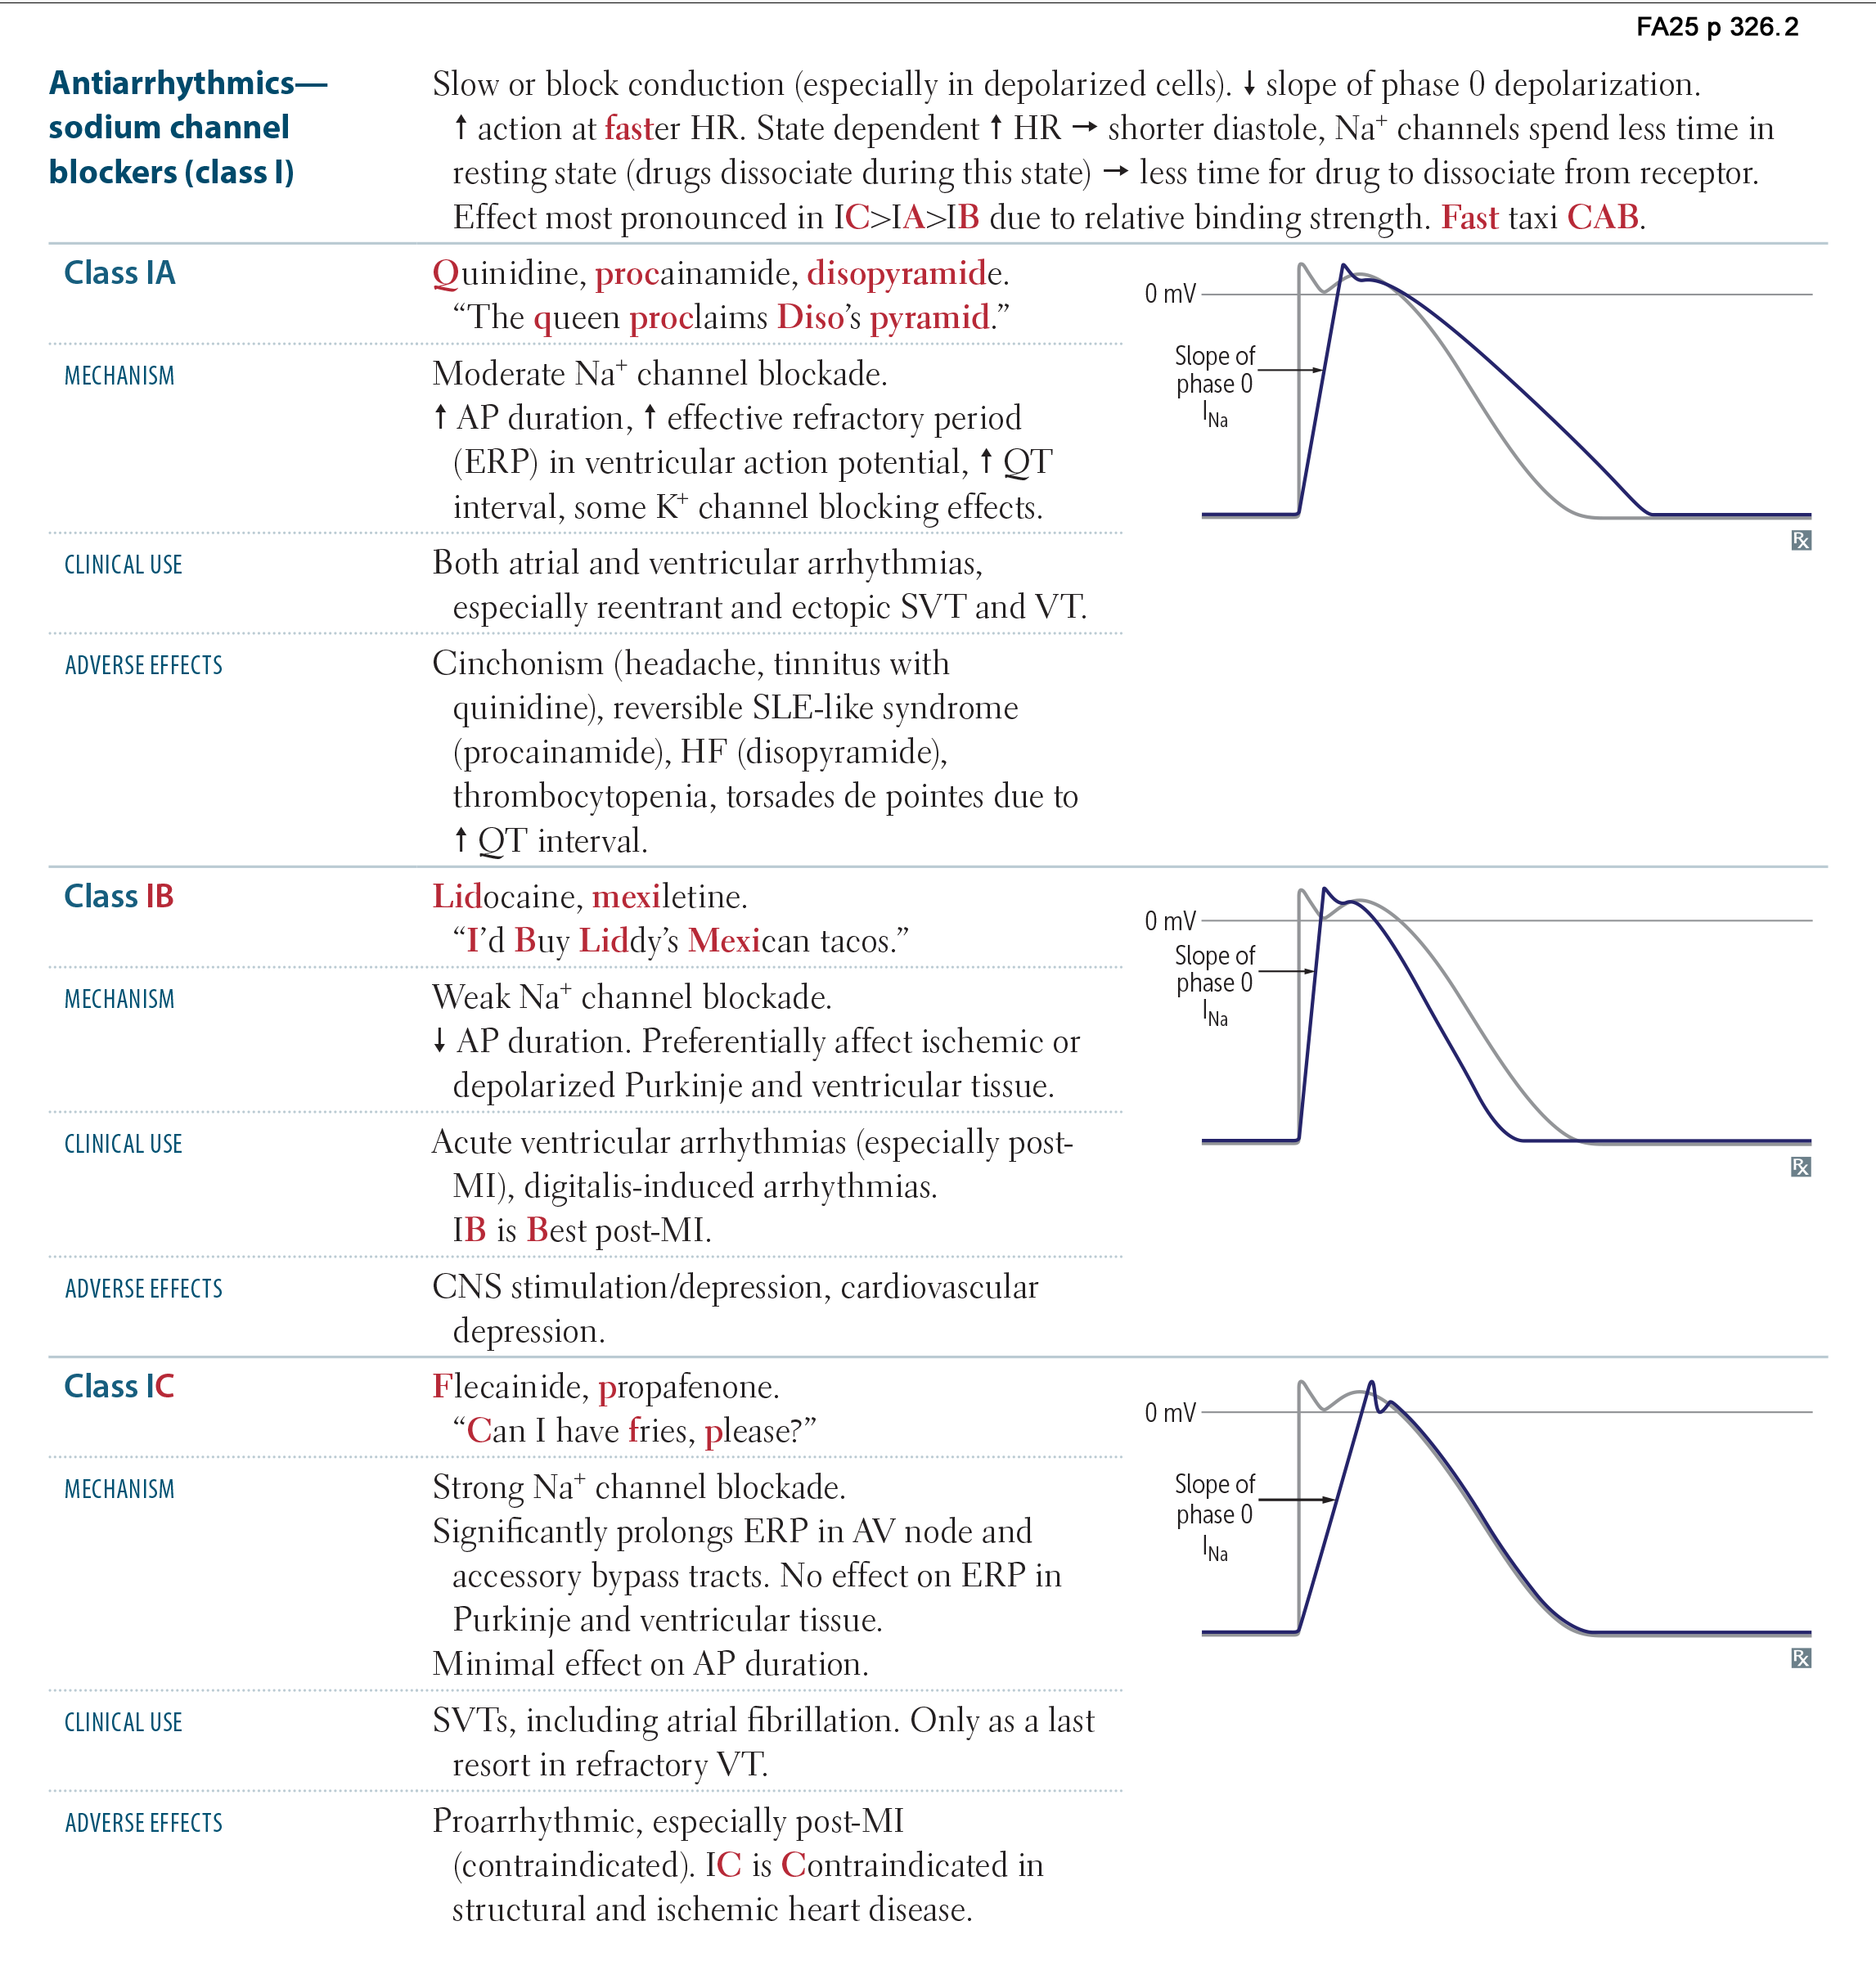 FA25 p 326.2
Antiarrhythmics—
sodium channel
blockers (class I)
Slow or block conduction (especially in depolarized cells). ↓ slope of phase 0 depolarization.
↑ action at faster HR. State dependent ↑ HR → shorter diastole, Na⁺ channels spend less time in
resting state (drugs dissociate during this state) → less time for drug to dissociate from receptor.
Effect most pronounced in IC>IA>IB due to relative binding strength. Fast taxi CAB.
Class IA
Quinidine, procainamide, disopyramide.
“The queen proclaims Diso’s pyramid.”
MECHANISM
Moderate Na⁺ channel blockade.
↑ AP duration, ↑ effective refractory period
(ERP) in ventricular action potential, ↑ QT
interval, some K⁺ channel blocking effects.
CLINICAL USE
Both atrial and ventricular arrhythmias,
especially reentrant and ectopic SVT and VT.
ADVERSE EFFECTS
Cinchonism (headache, tinnitus with
quinidine), reversible SLE-like syndrome
(procainamide), HF (disopyramide),
thrombocytopenia, torsades de pointes due to
↑ QT interval.
0 mV
Slope of
phase 0
INa
Rx
Class IB
Lidocaine, mexiletine.
“I’d Buy Liddy’s Mexican tacos.”
MECHANISM
Weak Na⁺ channel blockade.
↓ AP duration. Preferentially affect ischemic or
depolarized Purkinje and ventricular tissue.
CLINICAL USE
Acute ventricular arrhythmias (especially post-
MI), digitalis-induced arrhythmias.
IB is Best post-MI.
ADVERSE EFFECTS
CNS stimulation/depression, cardiovascular
depression.
0 mV
Slope of
phase 0
INa
Rx
Class IC
Flecainide, propafenone.
“Can I have fries, please?”
MECHANISM
Strong Na⁺ channel blockade.
Significantly prolongs ERP in AV node and
accessory bypass tracts. No effect on ERP in
Purkinje and ventricular tissue.
Minimal effect on AP duration.
CLINICAL USE
SVTs, including atrial fibrillation. Only as a last
resort in refractory VT.
ADVERSE EFFECTS
Proarrhythmic, especially post-MI
(contraindicated). IC is Contraindicated in
structural and ischemic heart disease.
0 mV
Slope of
phase 0
INa
Rx